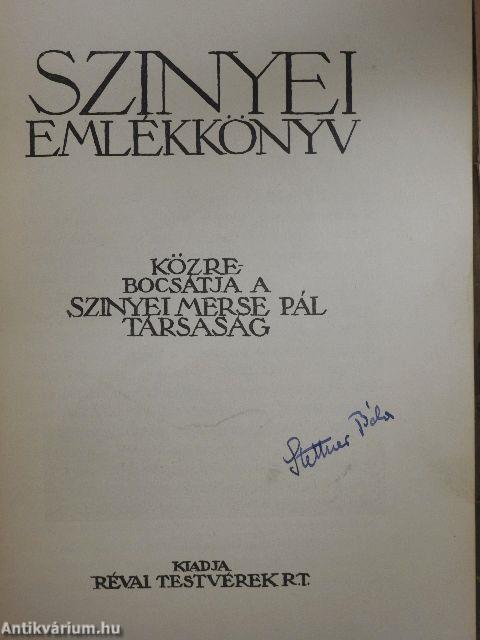 SZINYEI
EMLÉKKÖNYV
KÖZRE-
BOCSÁTJA A
SZINYEI MERSE PÁL
TÁRSASÁG
Stettner Béla
KIADJA
RÉVAI TESTVÉREK R.T.
Antikvárium.hu